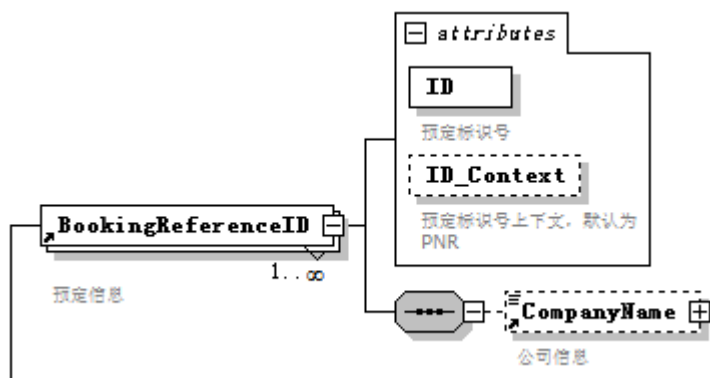 attributes
ID
预定标识号
ID_Context
预定标识号上下文，默认为
PNR
BookingReferenceID
1..∞
预定信息
CompanyName
公司信息